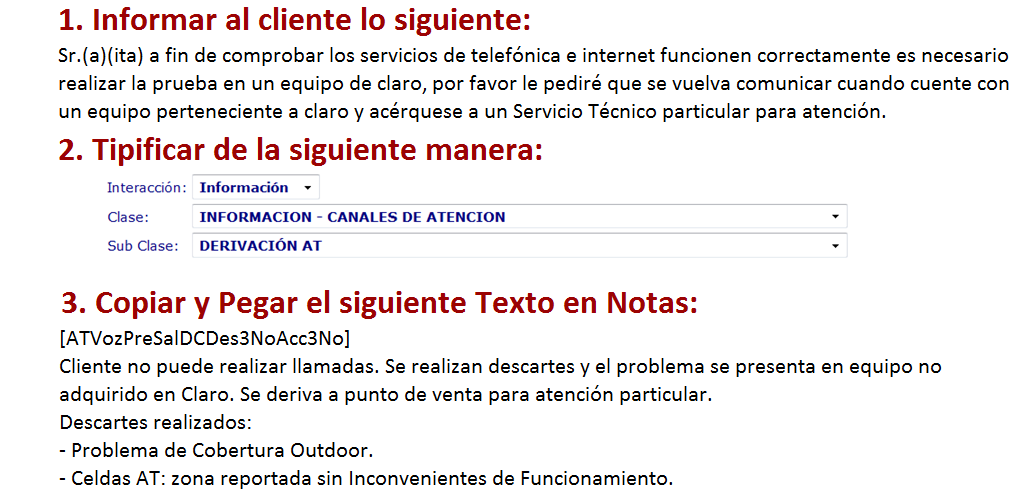 1. Informar al cliente lo siguiente:
Sr.(a)(ita) a fin de comprobar los servicios de telefónica e internet funcionen correctamente es necesario
realizar la prueba en un equipo de claro, por favor le pediré que se vuelva comunicar cuando cuente con
un equipo perteneciente a claro y acérquese a un Servicio Técnico particular para atención.
2. Tipificar de la siguiente manera:
Interacción: Información
Clase: INFORMACION - CANALES DE ATENCION
Sub Clase: DERIVACIÓN AT
3. Copiar y Pegar el siguiente Texto en Notas:
[ATVozPreSalDCDes3NoAcc3No]
Cliente no puede realizar llamadas. Se realizan descartes y el problema se presenta en equipo no
adquirido en Claro. Se deriva a punto de venta para atención particular.
Descartes realizados:
- Problema de Cobertura Outdoor.
- Celdas AT: zona reportada sin Inconvenientes de Funcionamiento.